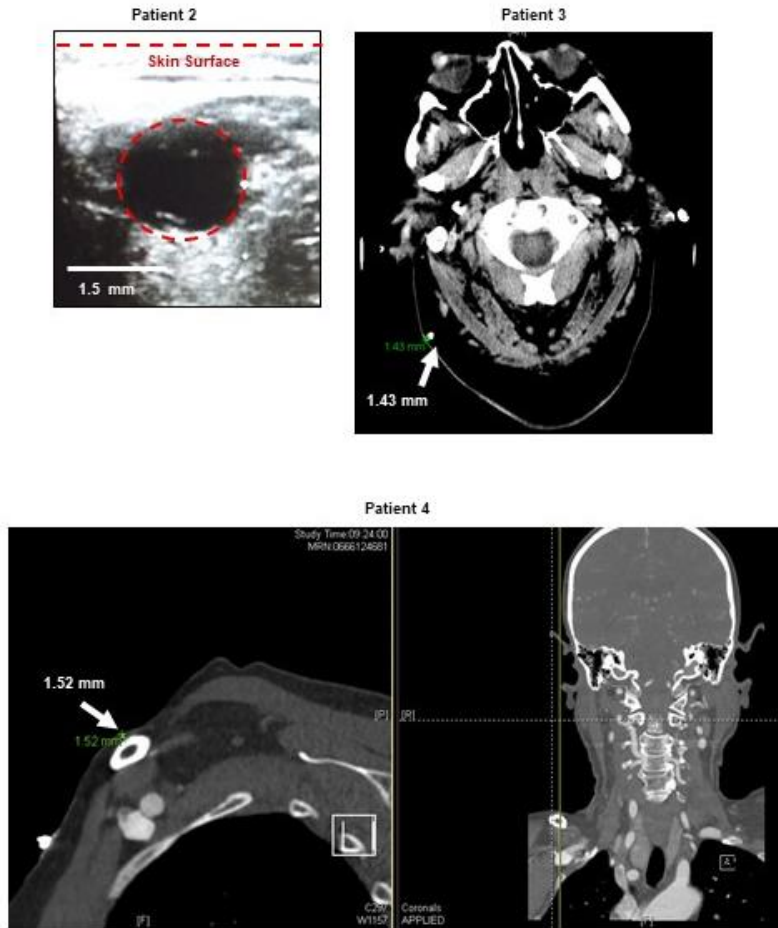 Patient 2
Patient 3
Skin Surface
1.5 mm
1.43 mm
1.43 mm
Patient 4
Study Time:09:24:00
MRN:0666124681
1.52 mm
1.52 mm
[P]
[R]
[F]
W1157
Coronals
APPLIED